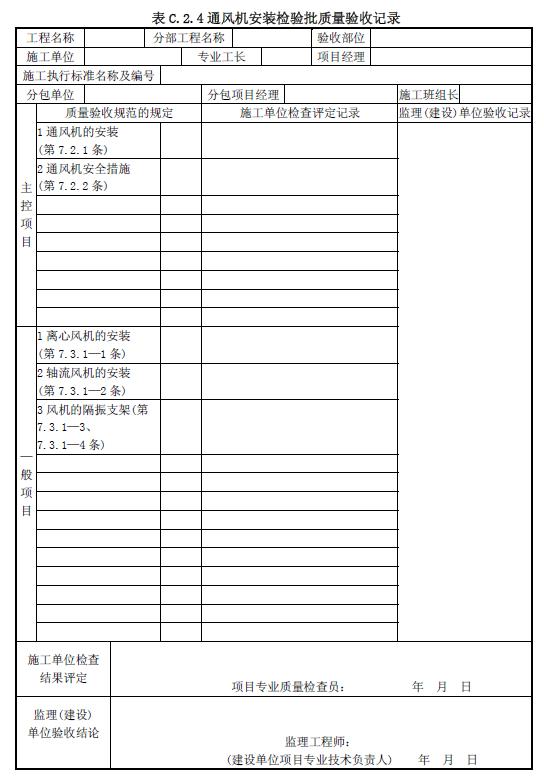 表 C.2.4 通风机安装检验批质量验收记录
工程名称 分部工程名称 验收部位
施工单位 专业工长 项目经理
施工执行标准名称及编号
分包单位 分包项目经理 施工班组长
质量验收规范的规定 施工单位检查评定记录 监理(建设)单位验收记录
主控项目
1 通风机的安装
(第 7.2.1 条)
2 通风机安全措施
(第 7.2.2 条)
一般项目
1 离心风机的安装
(第 7.3.1—1 条)
2 轴流风机的安装
(第 7.3.1—2 条)
3 风机的隔振支架(第
7.3.1—3、
7.3.1—4 条)
施工单位检查
结果评定
项目专业质量检查员: 年 月 日
监理(建设)
单位验收结论
监理工程师:
(建设单位项目专业技术负责人) 年 月 日